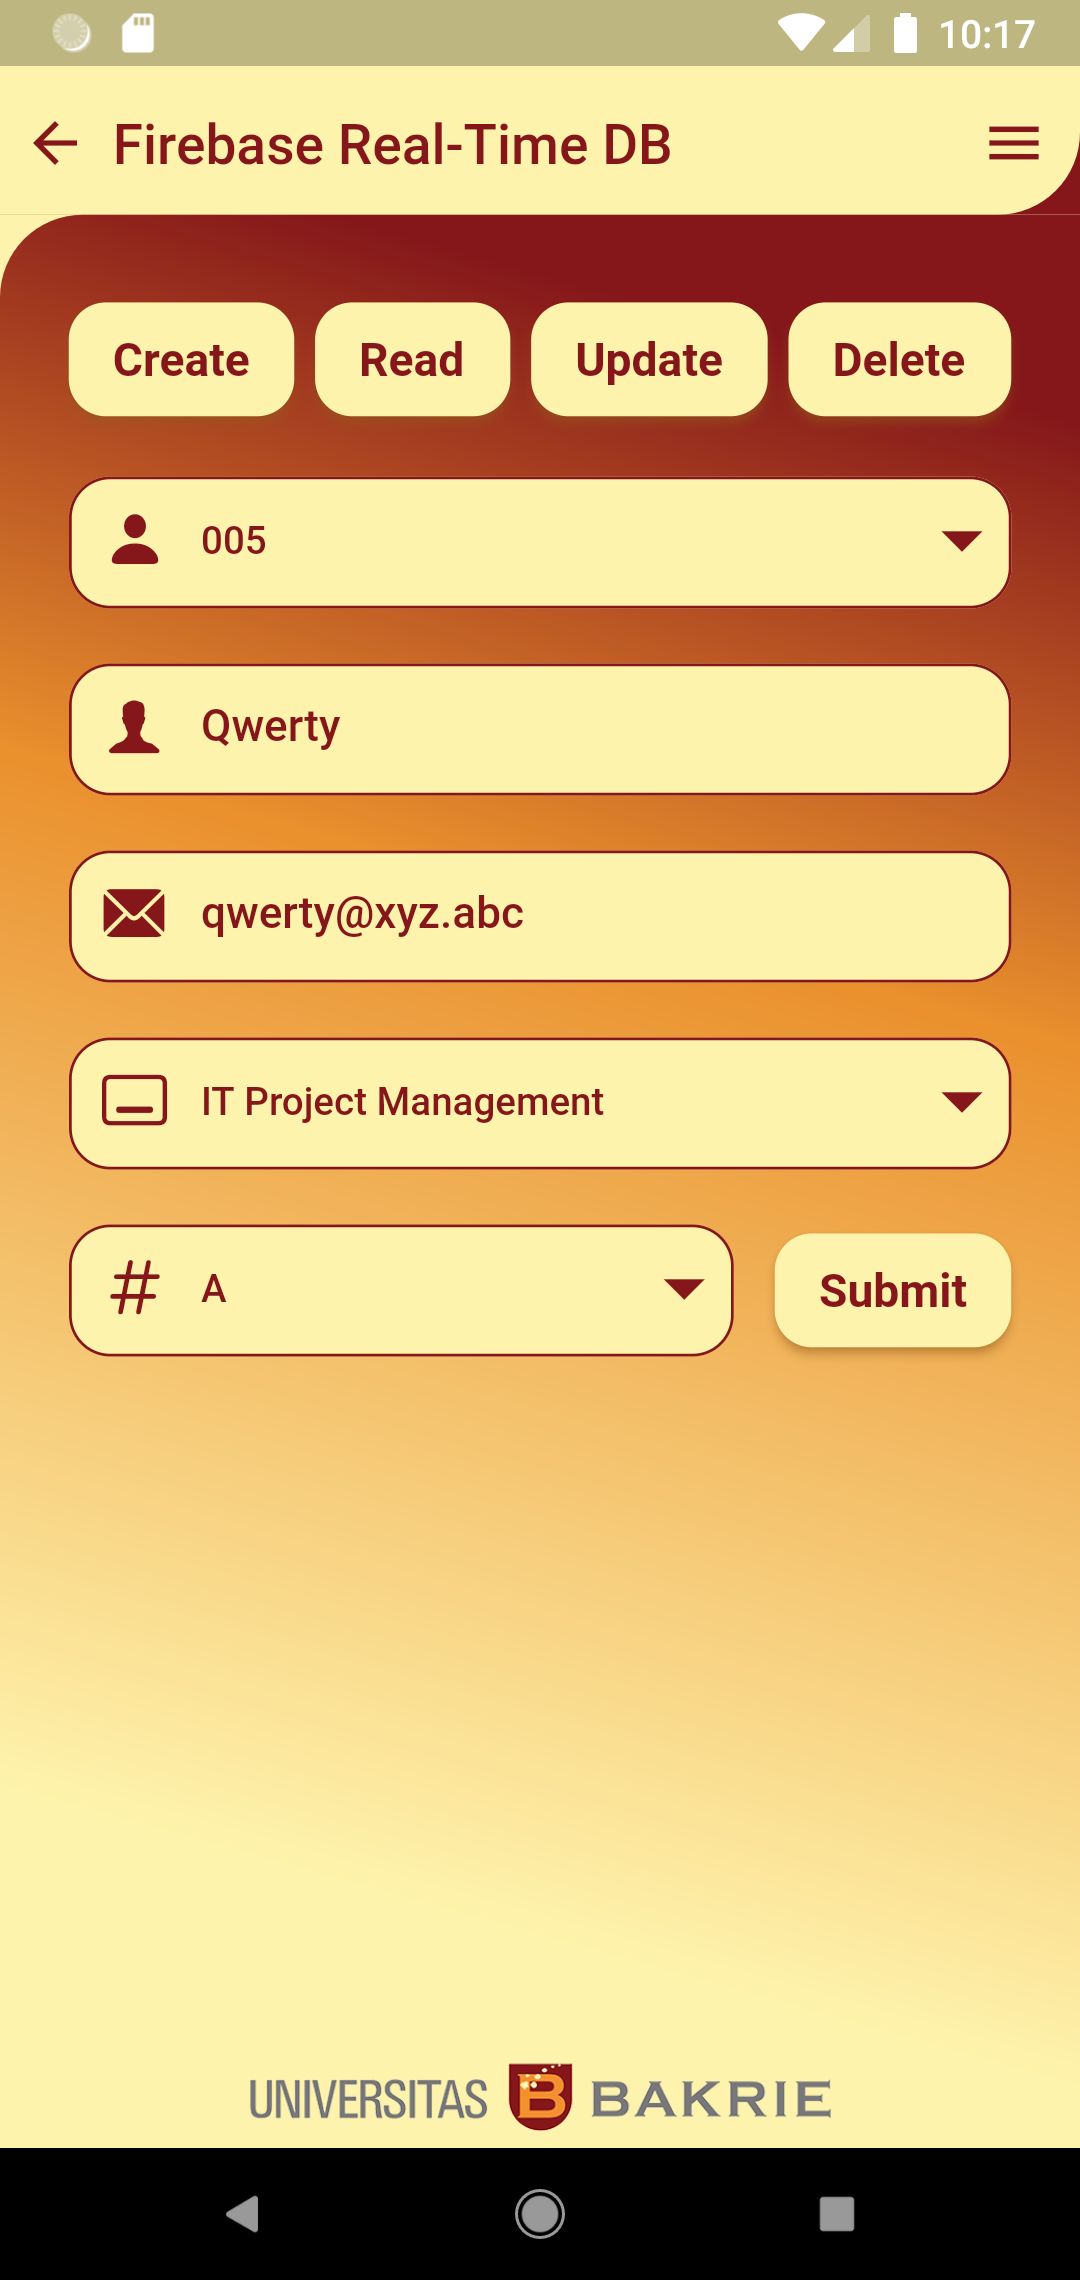 10:17
Firebase Real-Time DB
Create Read Update Delete
005
Qwerty
qwerty@xyz.abc
IT Project Management
A Submit
UNIVERSITAS B BAKRIE